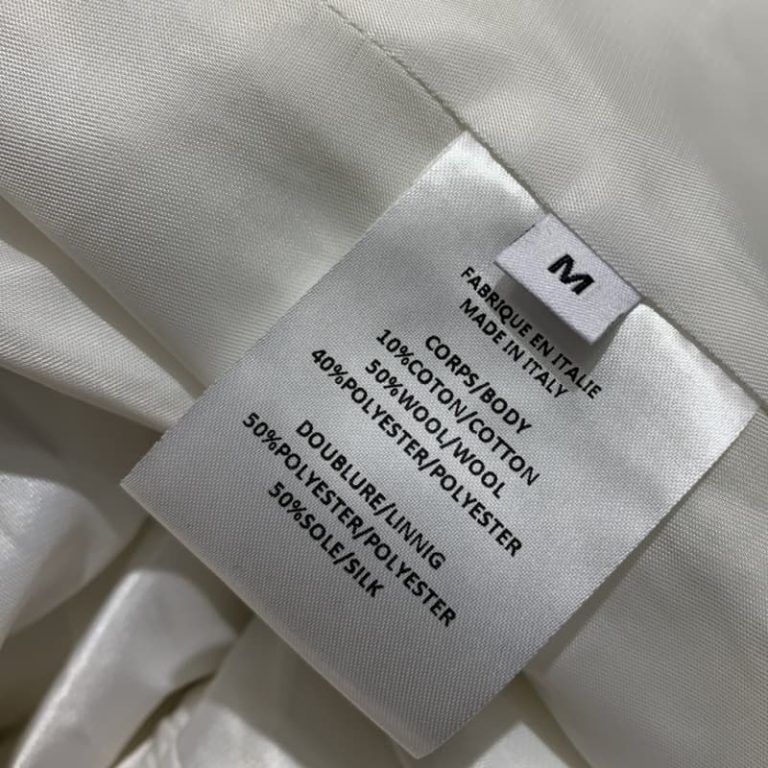 M
FABRIQUE EN ITALIE
MADE IN ITALY
CORPS/BODY
10%COTON/COTTON
50%WOOL/WOOL
40%POLYESTER/POLYESTER
DOUBLURE/LINNIG
50%POLYESTER/POLYESTER
50%SOLE/SILK